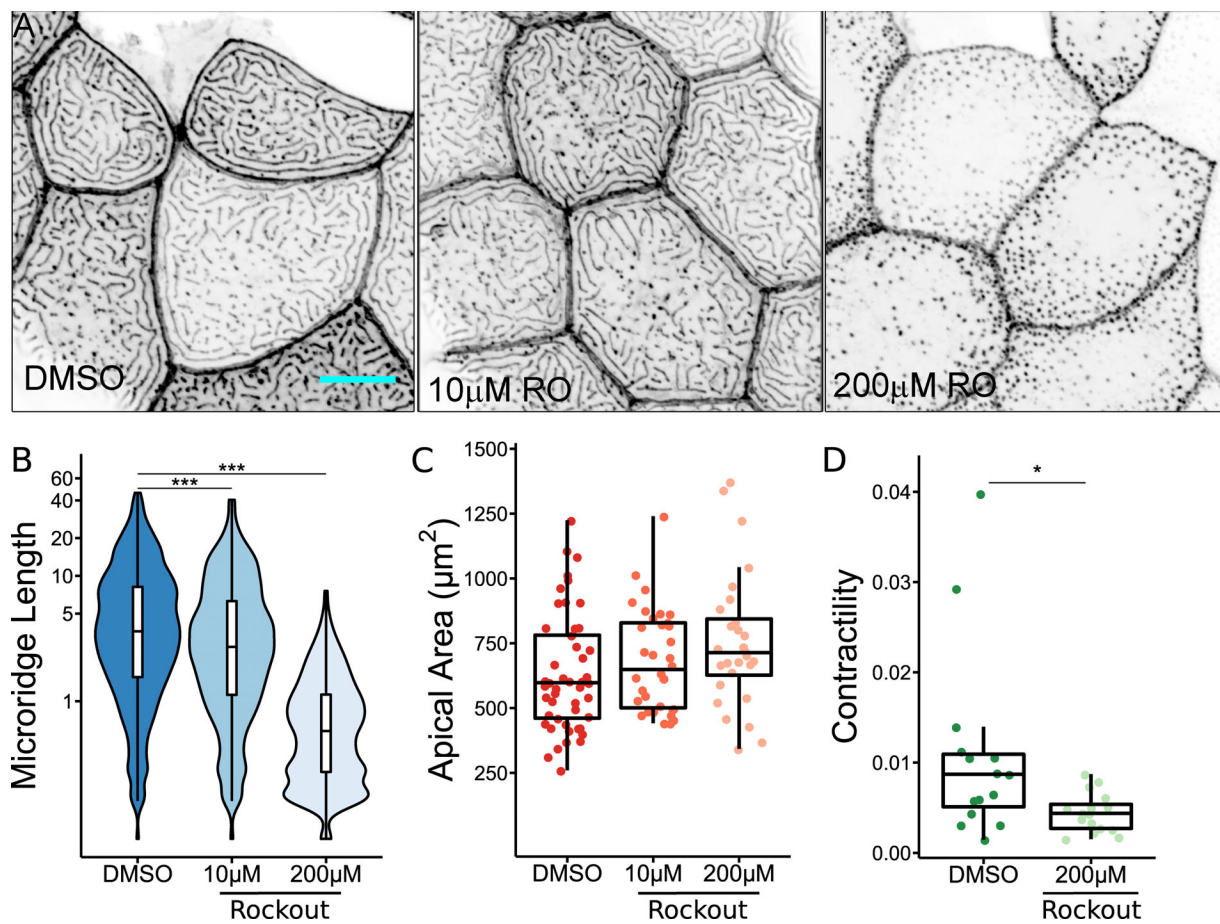 A
DMSO
10μM RO
200μM RO
B
Microridge Length
60
40
20
10
5
1
***
***
DMSO
10μM
200μM
Rockout
C
Apical Area (μm²)
1500
1250
1000
750
500
250
DMSO
10μM
200μM
Rockout
D
Contractility
0.04
0.03
0.02
0.01
0.00
*
DMSO
200μM
Rockout